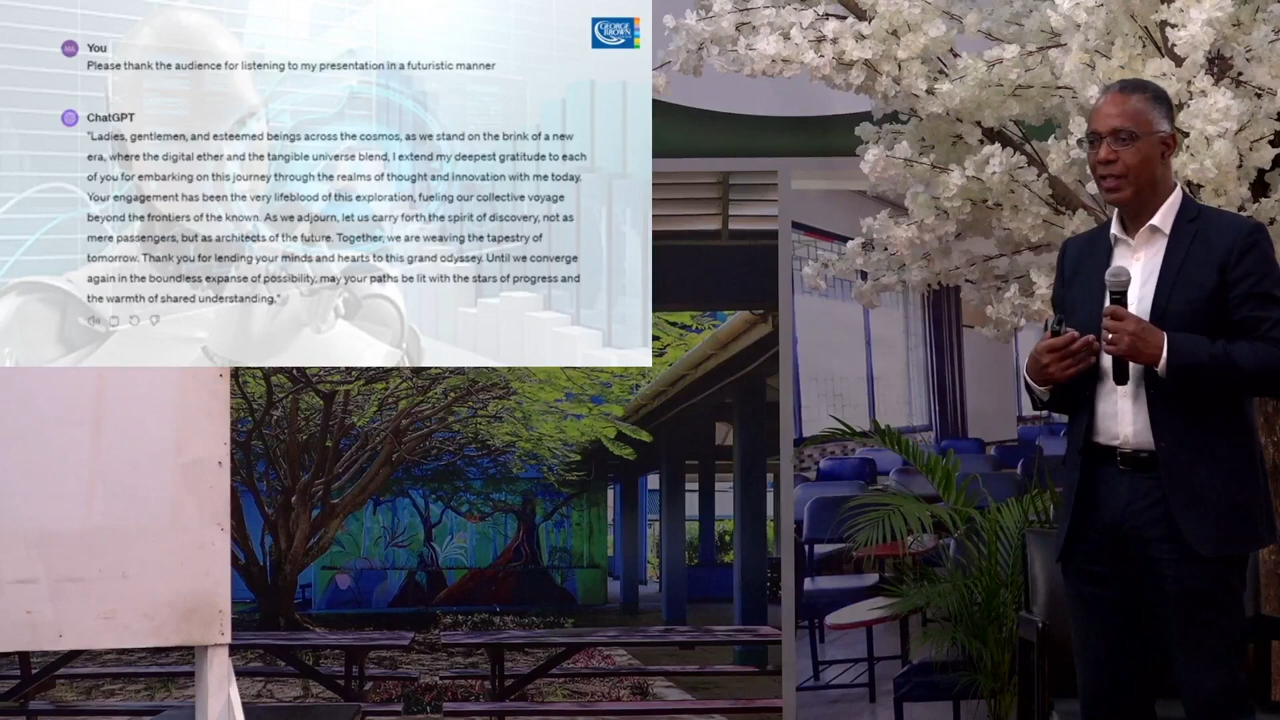 GEORGE
BROWN
You
Please thank the audience for listening to my presentation in a futuristic manner
ChatGPT
"Ladies, gentlemen, and esteemed beings across the cosmos, as we stand on the brink of a new
era, where the digital ether and the tangible universe blend, I extend my deepest gratitude to each
of you for embarking on this journey through the realms of thought and innovation with me today.
Your engagement has been the very lifeblood of this exploration, fueling our collective voyage
beyond the frontiers of the known. As we adjourn, let us carry forth the spirit of discovery, not as
mere passengers, but as architects of the future. Together, we are weaving the tapestry of
tomorrow. Thank you for lending your minds and hearts to this grand odyssey. Until we converge
again in the boundless expanse of possibility, may your paths be lit with the stars of progress and
the warmth of shared understanding."